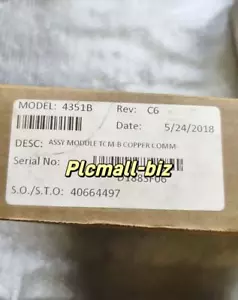 MODEL: 4351B Rev: C6
Date: 5/24/2018
DESC: ASSY MODULE TCM-B COPPER COMM
Serial No:
Plcmall-biz
D1885F06
S.O./S.T.O: 40664497